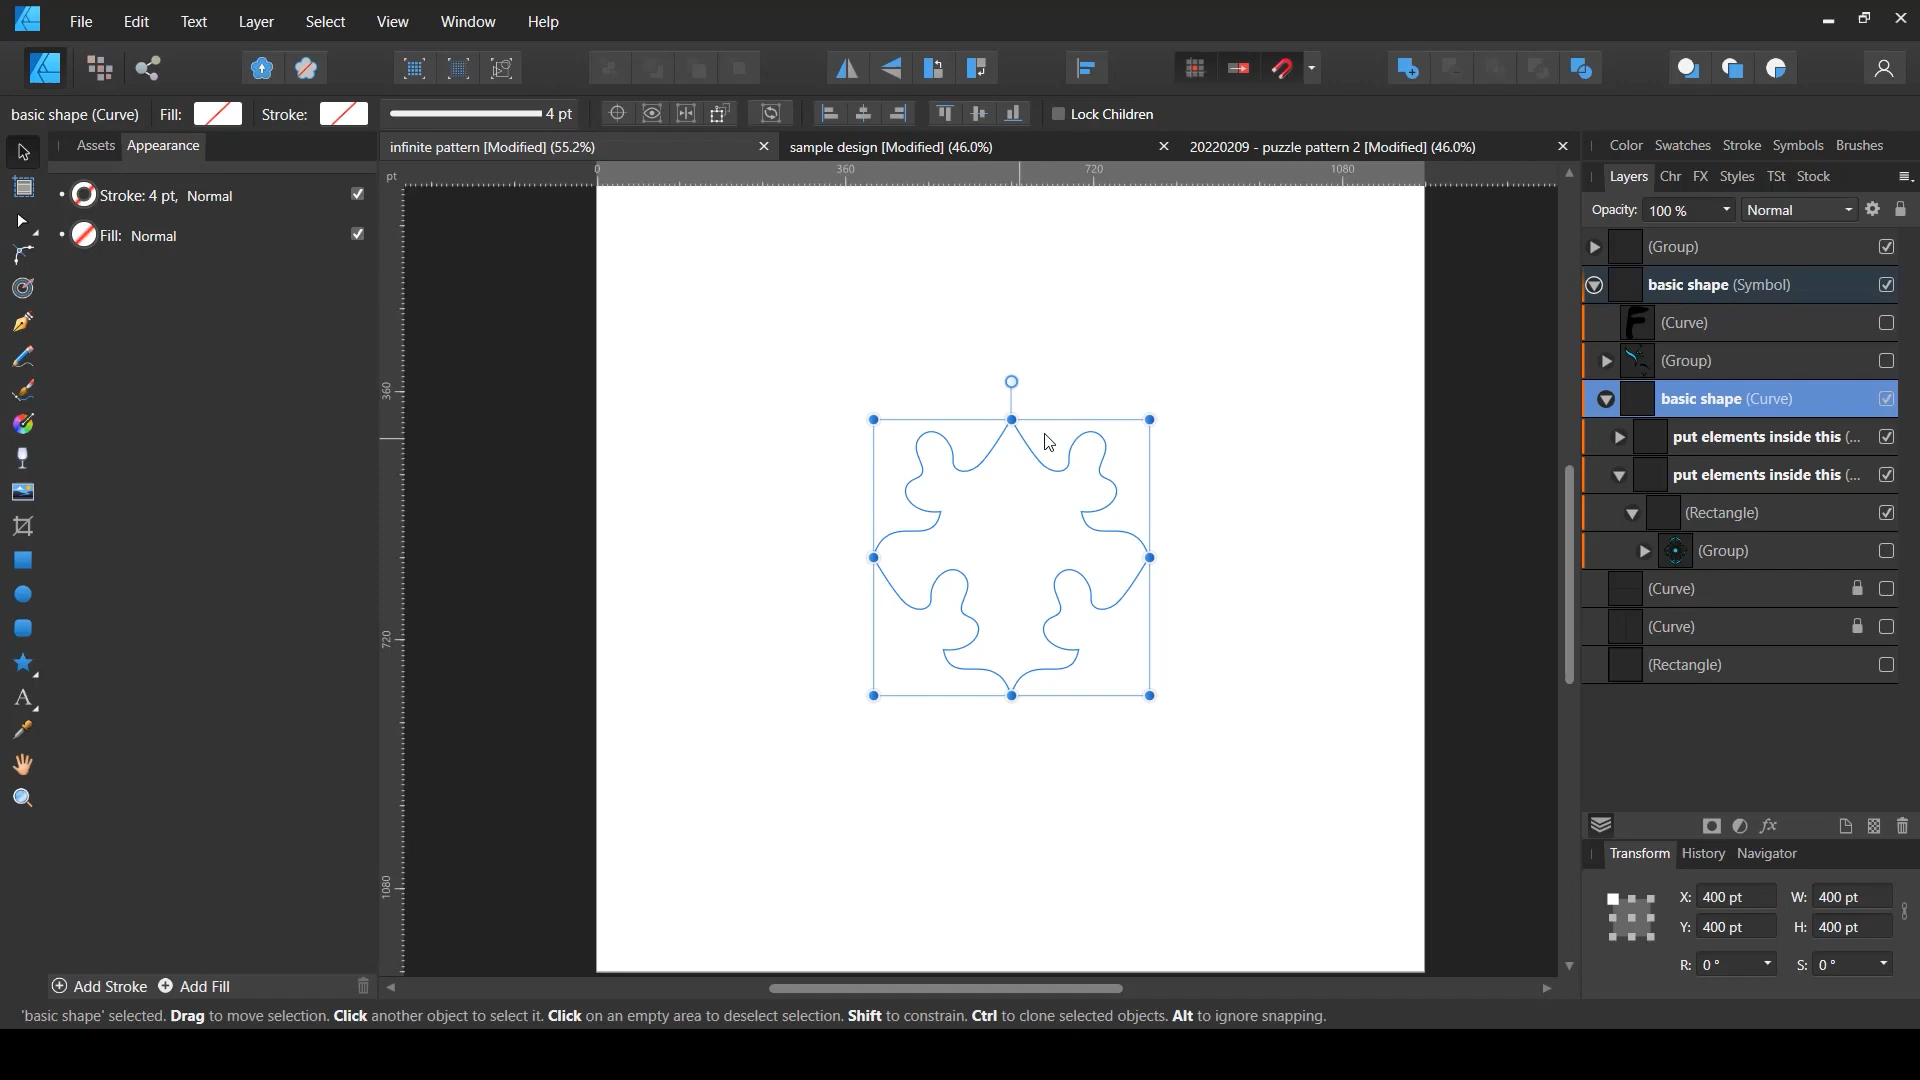 File Edit Text Layer Select View Window Help
basic shape (Curve) Fill: Stroke: 4 pt Lock Children
Assets Appearance
infinite pattern [Modified] (55.2%) sample design [Modified] (46.0%) 20220209 - puzzle pattern 2 [Modified] (46.0%)
Color Swatches Stroke Symbols Brushes
pt 0 360 720 1080
Layers Chr FX Styles TSt Stock
Stroke: 4 pt, Normal
Fill: Normal
Opacity: 100 % Normal
(Group)
basic shape (Symbol)
(Curve)
(Group)
basic shape (Curve)
put elements inside this (...
put elements inside this (...
(Rectangle)
(Group)
(Curve)
(Curve)
(Rectangle)
360
720
1080
Transform History Navigator
X: 400 pt W: 400 pt
Y: 400 pt H: 400 pt
R: 0 ° S: 0 °
Add Stroke Add Fill
'basic shape' selected. Drag to move selection. Click another object to select it. Click on an empty area to deselect selection. Shift to constrain. Ctrl to clone selected objects. Alt to ignore snapping.